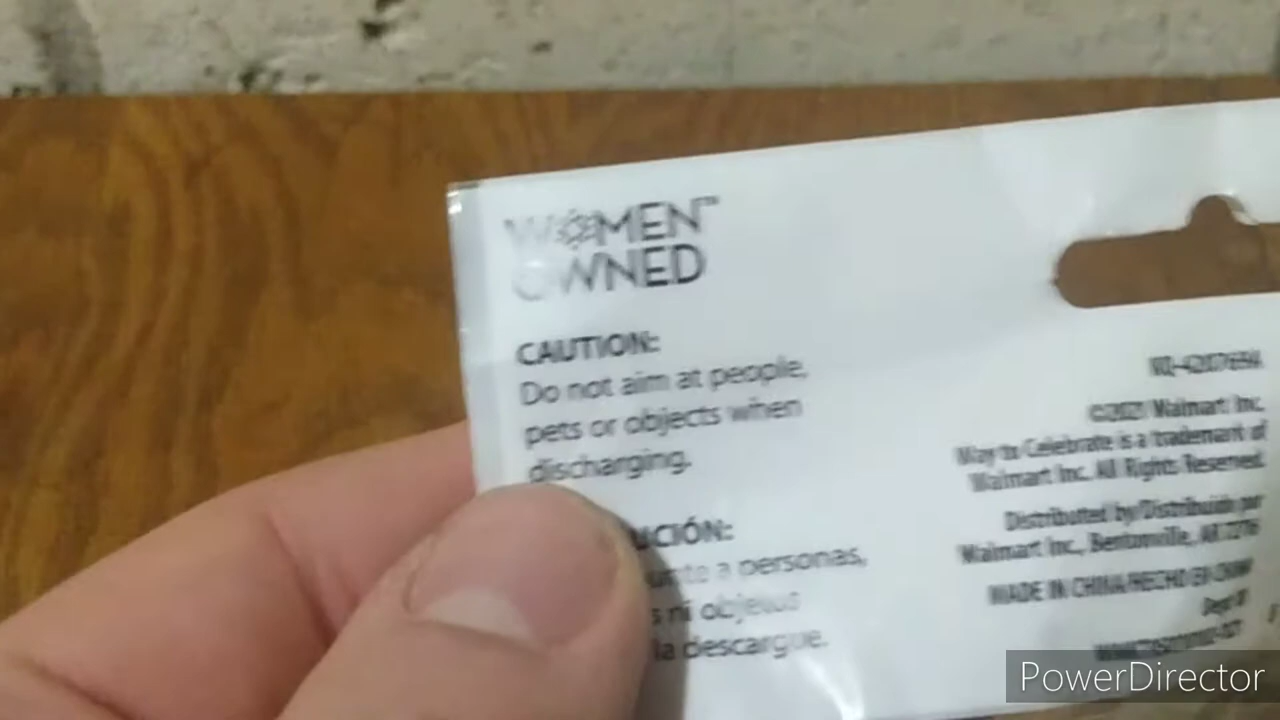 WOMEN™
OWNED
CAUTION:
Do not aim at people,
pets or objects when
discharging.
UCIÓN:
unte a personas,
s ni objetos
la descargue.
©2021 Walmart Inc.
Way to Celebrate is a trademark of
Walmart Inc. All Rights Reserved.
Distributed by/Distribuido por
Walmart Inc., Bentonville, AR 72716
MADE IN CHINA/HECHO EN CHINA
PowerDirector